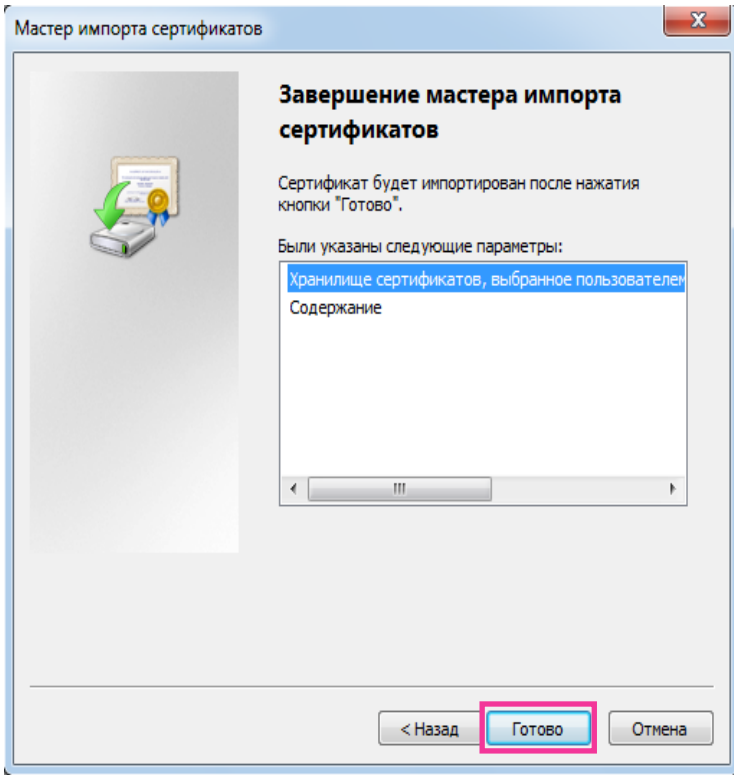 Мастер импорта сертификатов
Завершение мастера импорта
сертификатов
Сертификат будет импортирован после нажатия
кнопки "Готово".
Были указаны следующие параметры:
Хранилище сертификатов, выбранное пользователем
Содержание
< Назад
Готово
Отмена